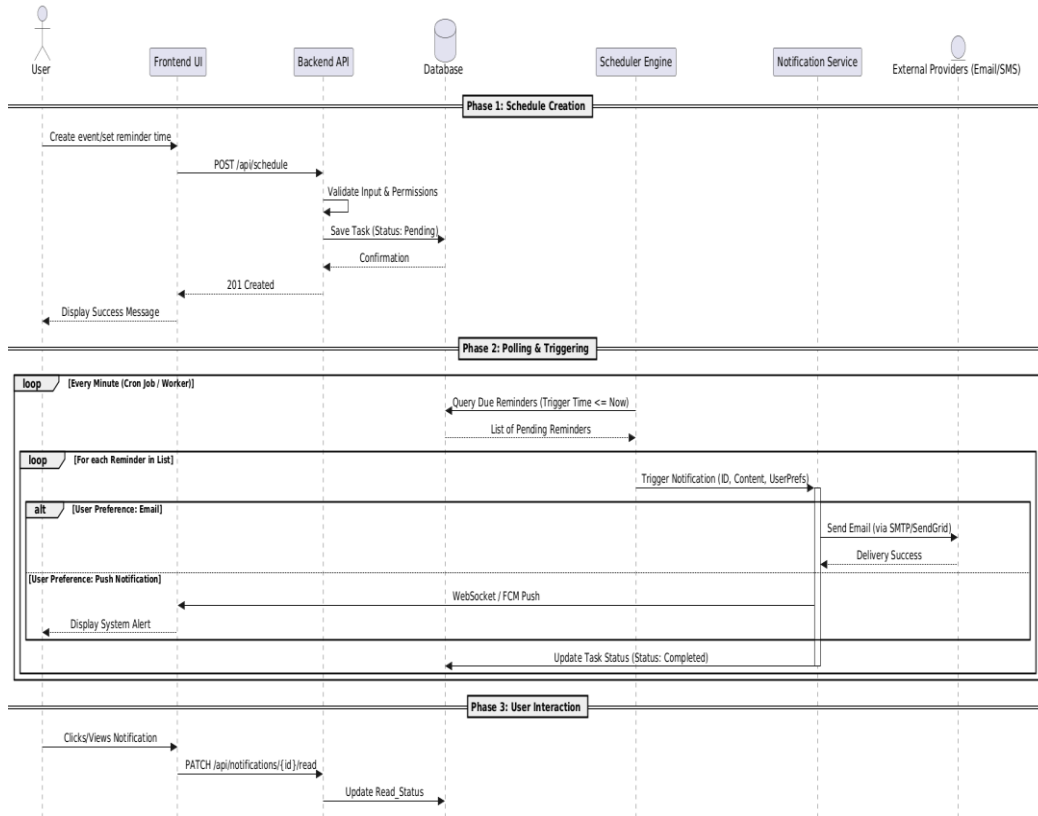 User
Frontend UI
Backend API
Database
Scheduler Engine
Notification Service
External Providers (Email/SMS)
Phase 1: Schedule Creation
Create event/set reminder time
POST /api/schedule
Validate Input & Permissions
Save Task (Status: Pending)
Confirmation
201 Created
Display Success Message
Phase 2: Polling & Triggering
loop [Every Minute (Cron Job / Worker)]
Query Due Reminders (Trigger Time <= Now)
List of Pending Reminders
loop [For each Reminder in List]
Trigger Notification (ID, Content, UserPrefs)
alt [User Preference: Email]
Send Email (via SMTP/SendGrid)
Delivery Success
[User Preference: Push Notification]
WebSocket / FCM Push
Display System Alert
Update Task Status (Status: Completed)
Phase 3: User Interaction
Clicks/Views Notification
PATCH /api/notifications/{id}/read
Update Read_Status